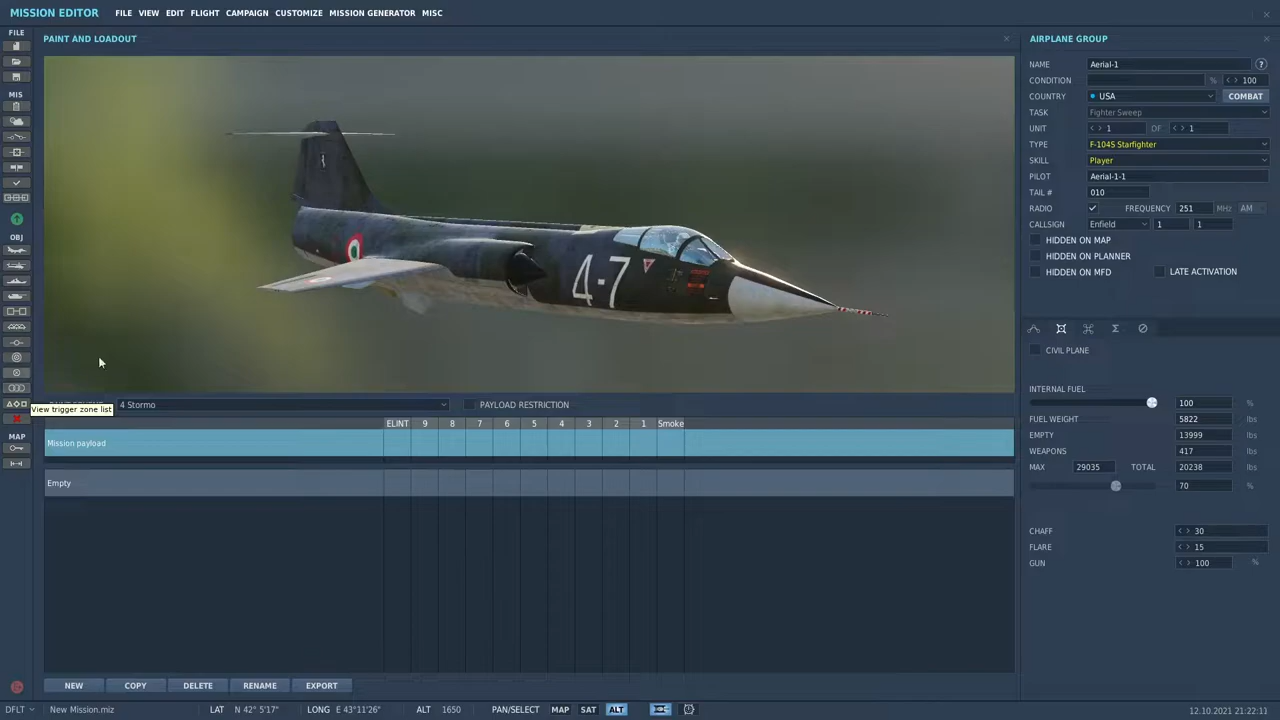 MISSION EDITOR
FILE VIEW EDIT FLIGHT CAMPAIGN CUSTOMIZE MISSION GENERATOR MISC
FILE
MIS
OBJ
MAP
PAINT AND LOADOUT
4-7
View trigger zone list
4 Stormo
PAYLOAD RESTRICTION
ELINT 9 8 7 6 5 4 3 2 1 Smoke
Mission payload
Empty
NEW COPY DELETE RENAME EXPORT
AIRPLANE GROUP
NAME Aerial-1 ?
CONDITION % 100
COUNTRY USA COMBAT
TASK Fighter Sweep
UNIT 1 OF 1
TYPE F-104S Starfighter
SKILL Player
PILOT Aerial-1-1
TAIL # 010
RADIO FREQUENCY 251 MHz AM
CALLSIGN Enfield 1 1
HIDDEN ON MAP
HIDDEN ON PLANNER
HIDDEN ON MFD LATE ACTIVATION
CIVIL PLANE
INTERNAL FUEL
100 %
FUEL WEIGHT 5822 lbs
EMPTY 13999 lbs
WEAPONS 417 lbs
MAX 29035 TOTAL 20238 lbs
70 %
CHAFF 30
FLARE 15
GUN 100 %
DFLT New Mission.miz LAT N 42° 5'17" LONG E 43°11'26" ALT 1650 PAN/SELECT MAP SAT ALT 12.10.2021 21:22:11